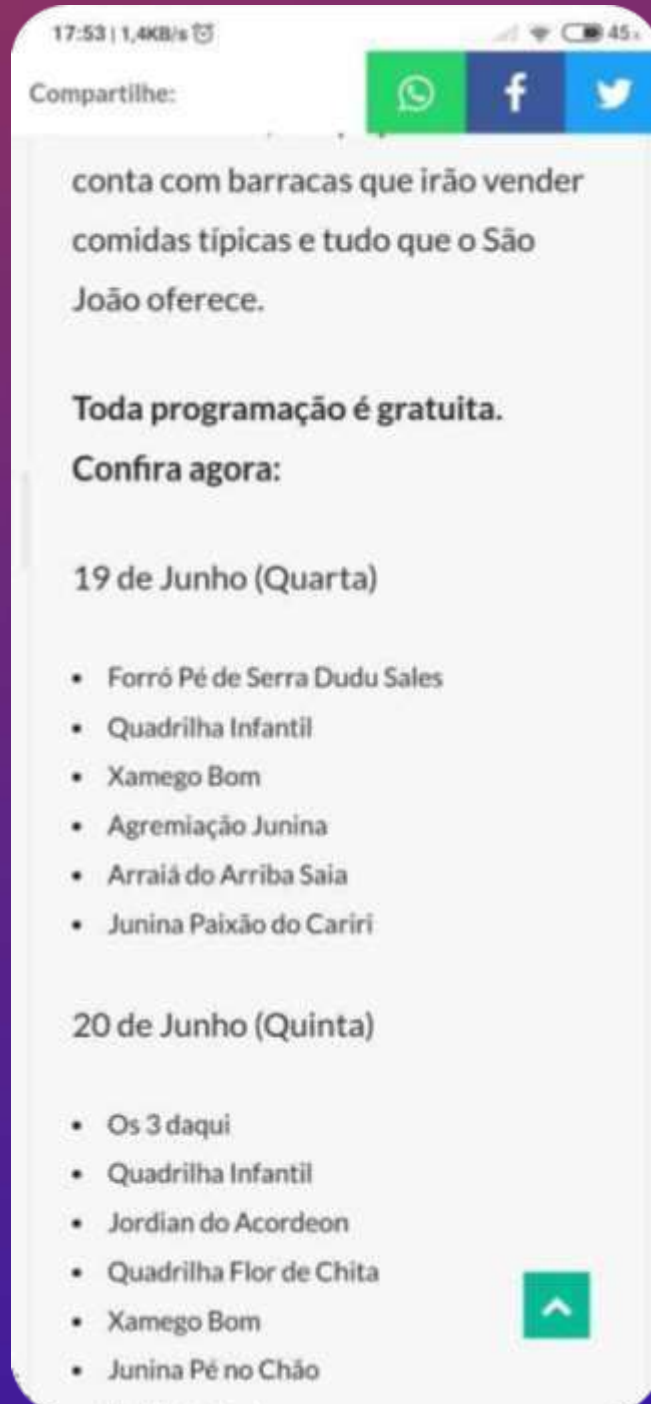 17:53 | 1,4KB/s
45
Compartilhe:
conta com barracas que irão vender
comidas típicas e tudo que o São
João oferece.
Toda programação é gratuita.
Confira agora:
19 de Junho (Quarta)
• Forró Pé de Serra Dudu Sales
• Quadrilha Infantil
• Xamego Bom
• Agremiação Junina
• Arraiá do Arriba Saia
• Junina Paixão do Cariri
20 de Junho (Quinta)
• Os 3 daqui
• Quadrilha Infantil
• Jordian do Acordeon
• Quadrilha Flor de Chita
• Xamego Bom
• Junina Pé no Chão